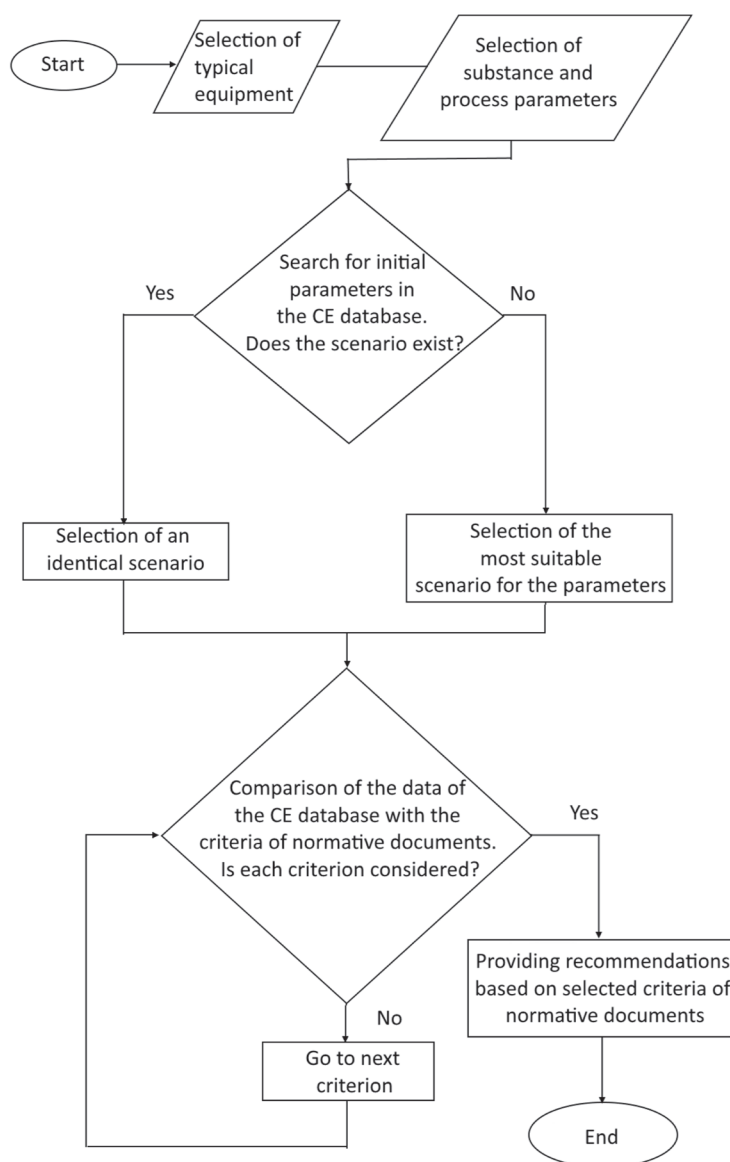 Start
Selection of
typical
equipment
Selection of
substance and
process parameters
Search for initial
parameters in
the CE database.
Does the scenario exist?
Yes
No
Selection of an
identical scenario
Selection of the
most suitable
scenario for the parameters
Comparison of the data of
the CE database with the
criteria of normative documents.
Is each criterion considered?
Yes
No
Go to next
criterion
Providing recommendations
based on selected criteria of
normative documents
End